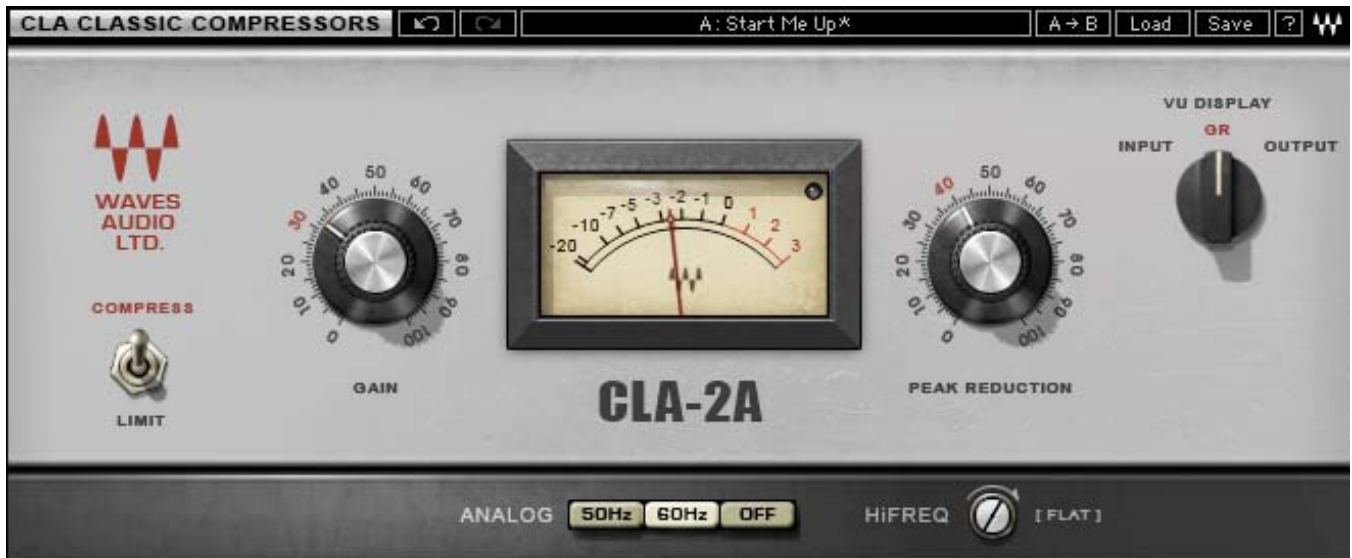 CLA CLASSIC COMPRESSORS A: Start Me Up* A→B Load Save ?
VU DISPLAY
INPUT GR OUTPUT
WAVES
AUDIO
LTD.
COMPRESS
LIMIT
0 10 20 30 40 50 60 70 80 90 100
GAIN
-20 -10 -7 -5 -3 -2 -1 0 1 2 3
CLA-2A
0 10 20 30 40 50 60 70 80 90 100
PEAK REDUCTION
ANALOG 50Hz 60Hz OFF HiFREQ [FLAT]